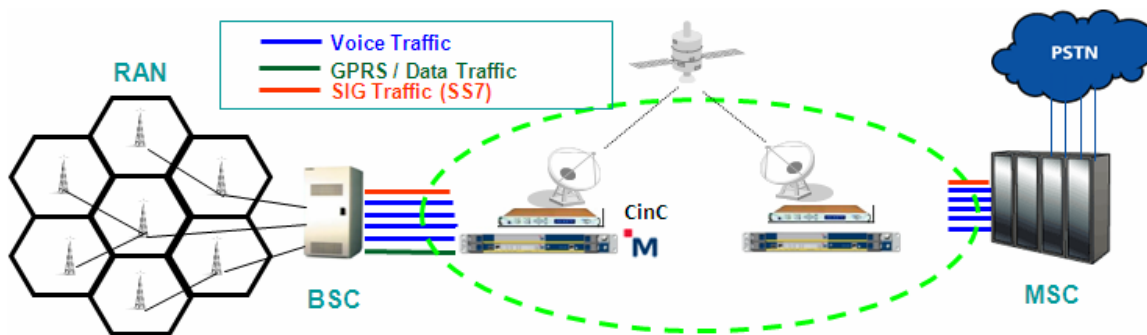 Voice Traffic
GPRS / Data Traffic
SIG Traffic (SS7)
RAN
PSTN
CinC
M
BSC
MSC